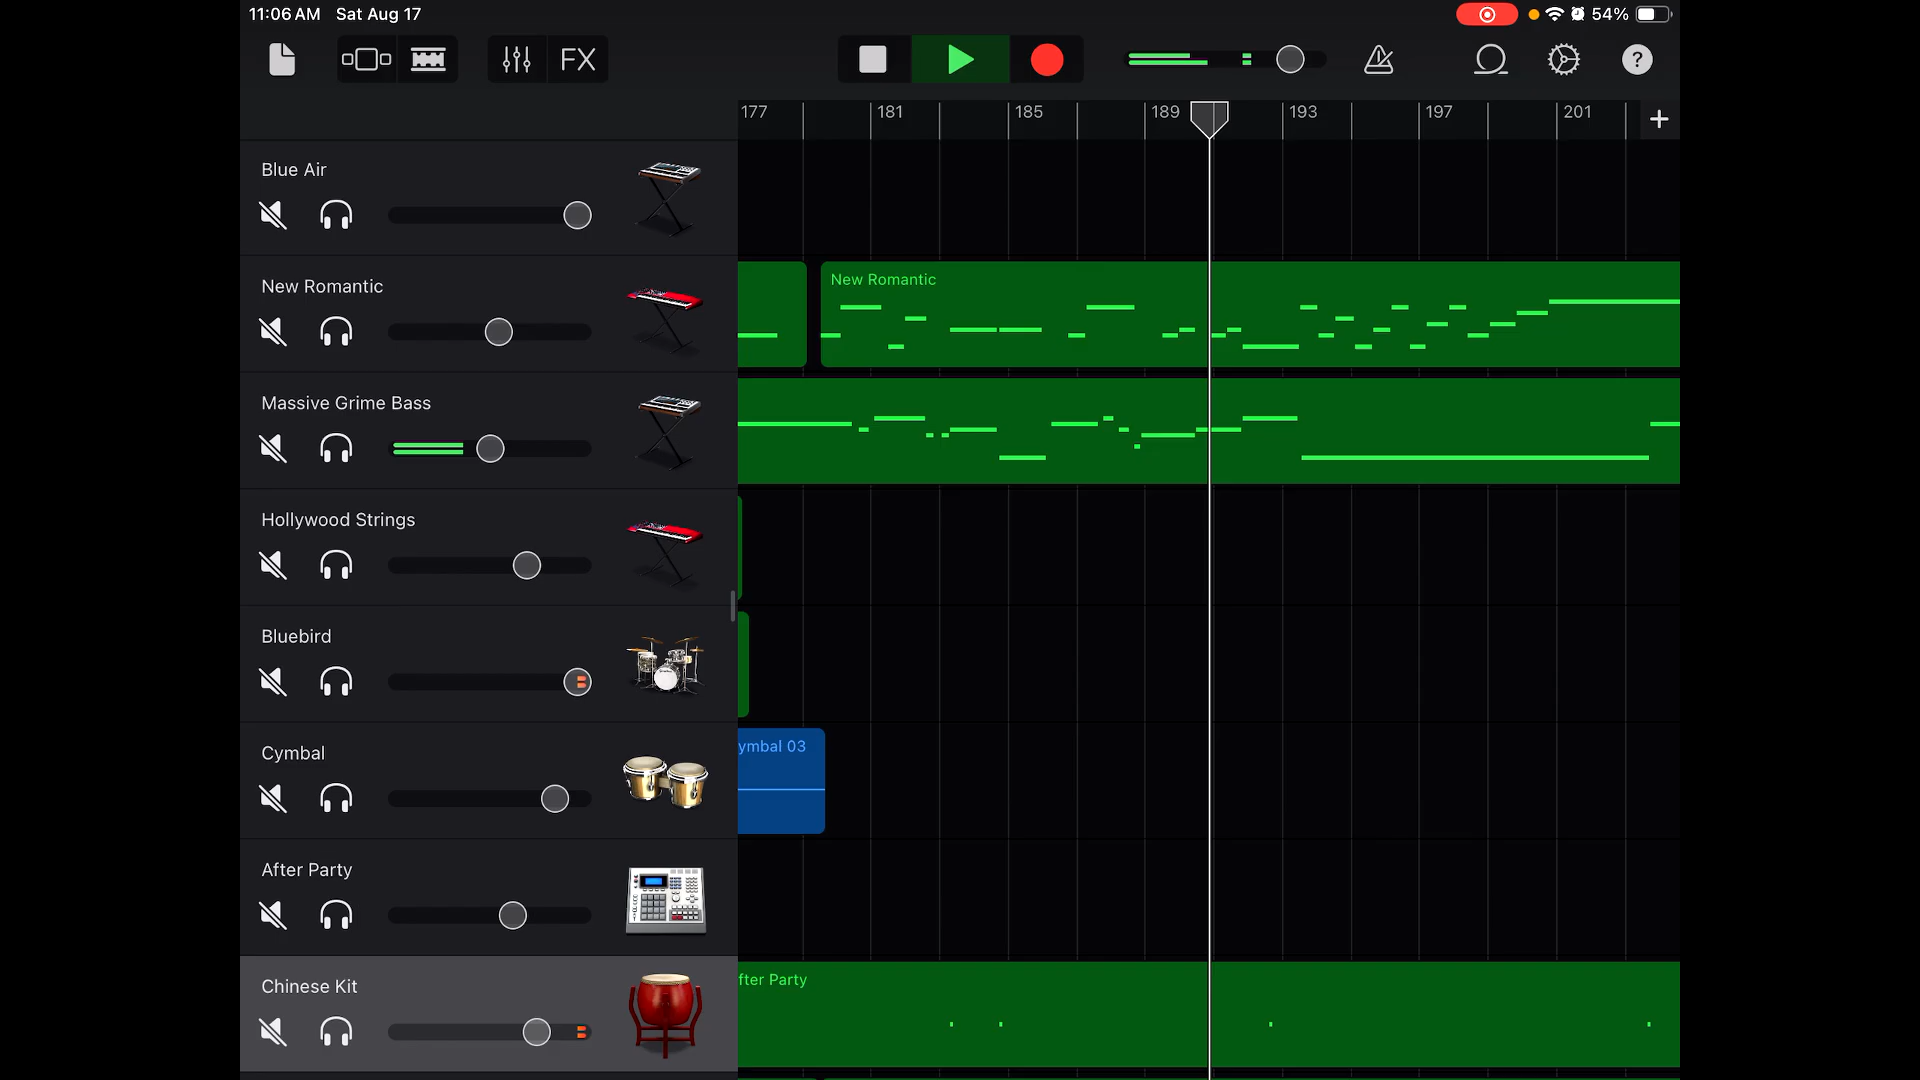 11:06 AM Sat Aug 17
54%
FX
?
177 181 185 189 193 197 201
+
Blue Air
New Romantic
New Romantic
Massive Grime Bass
Hollywood Strings
Bluebird
Cymbal
ymbal 03
After Party
Chinese Kit
fter Party